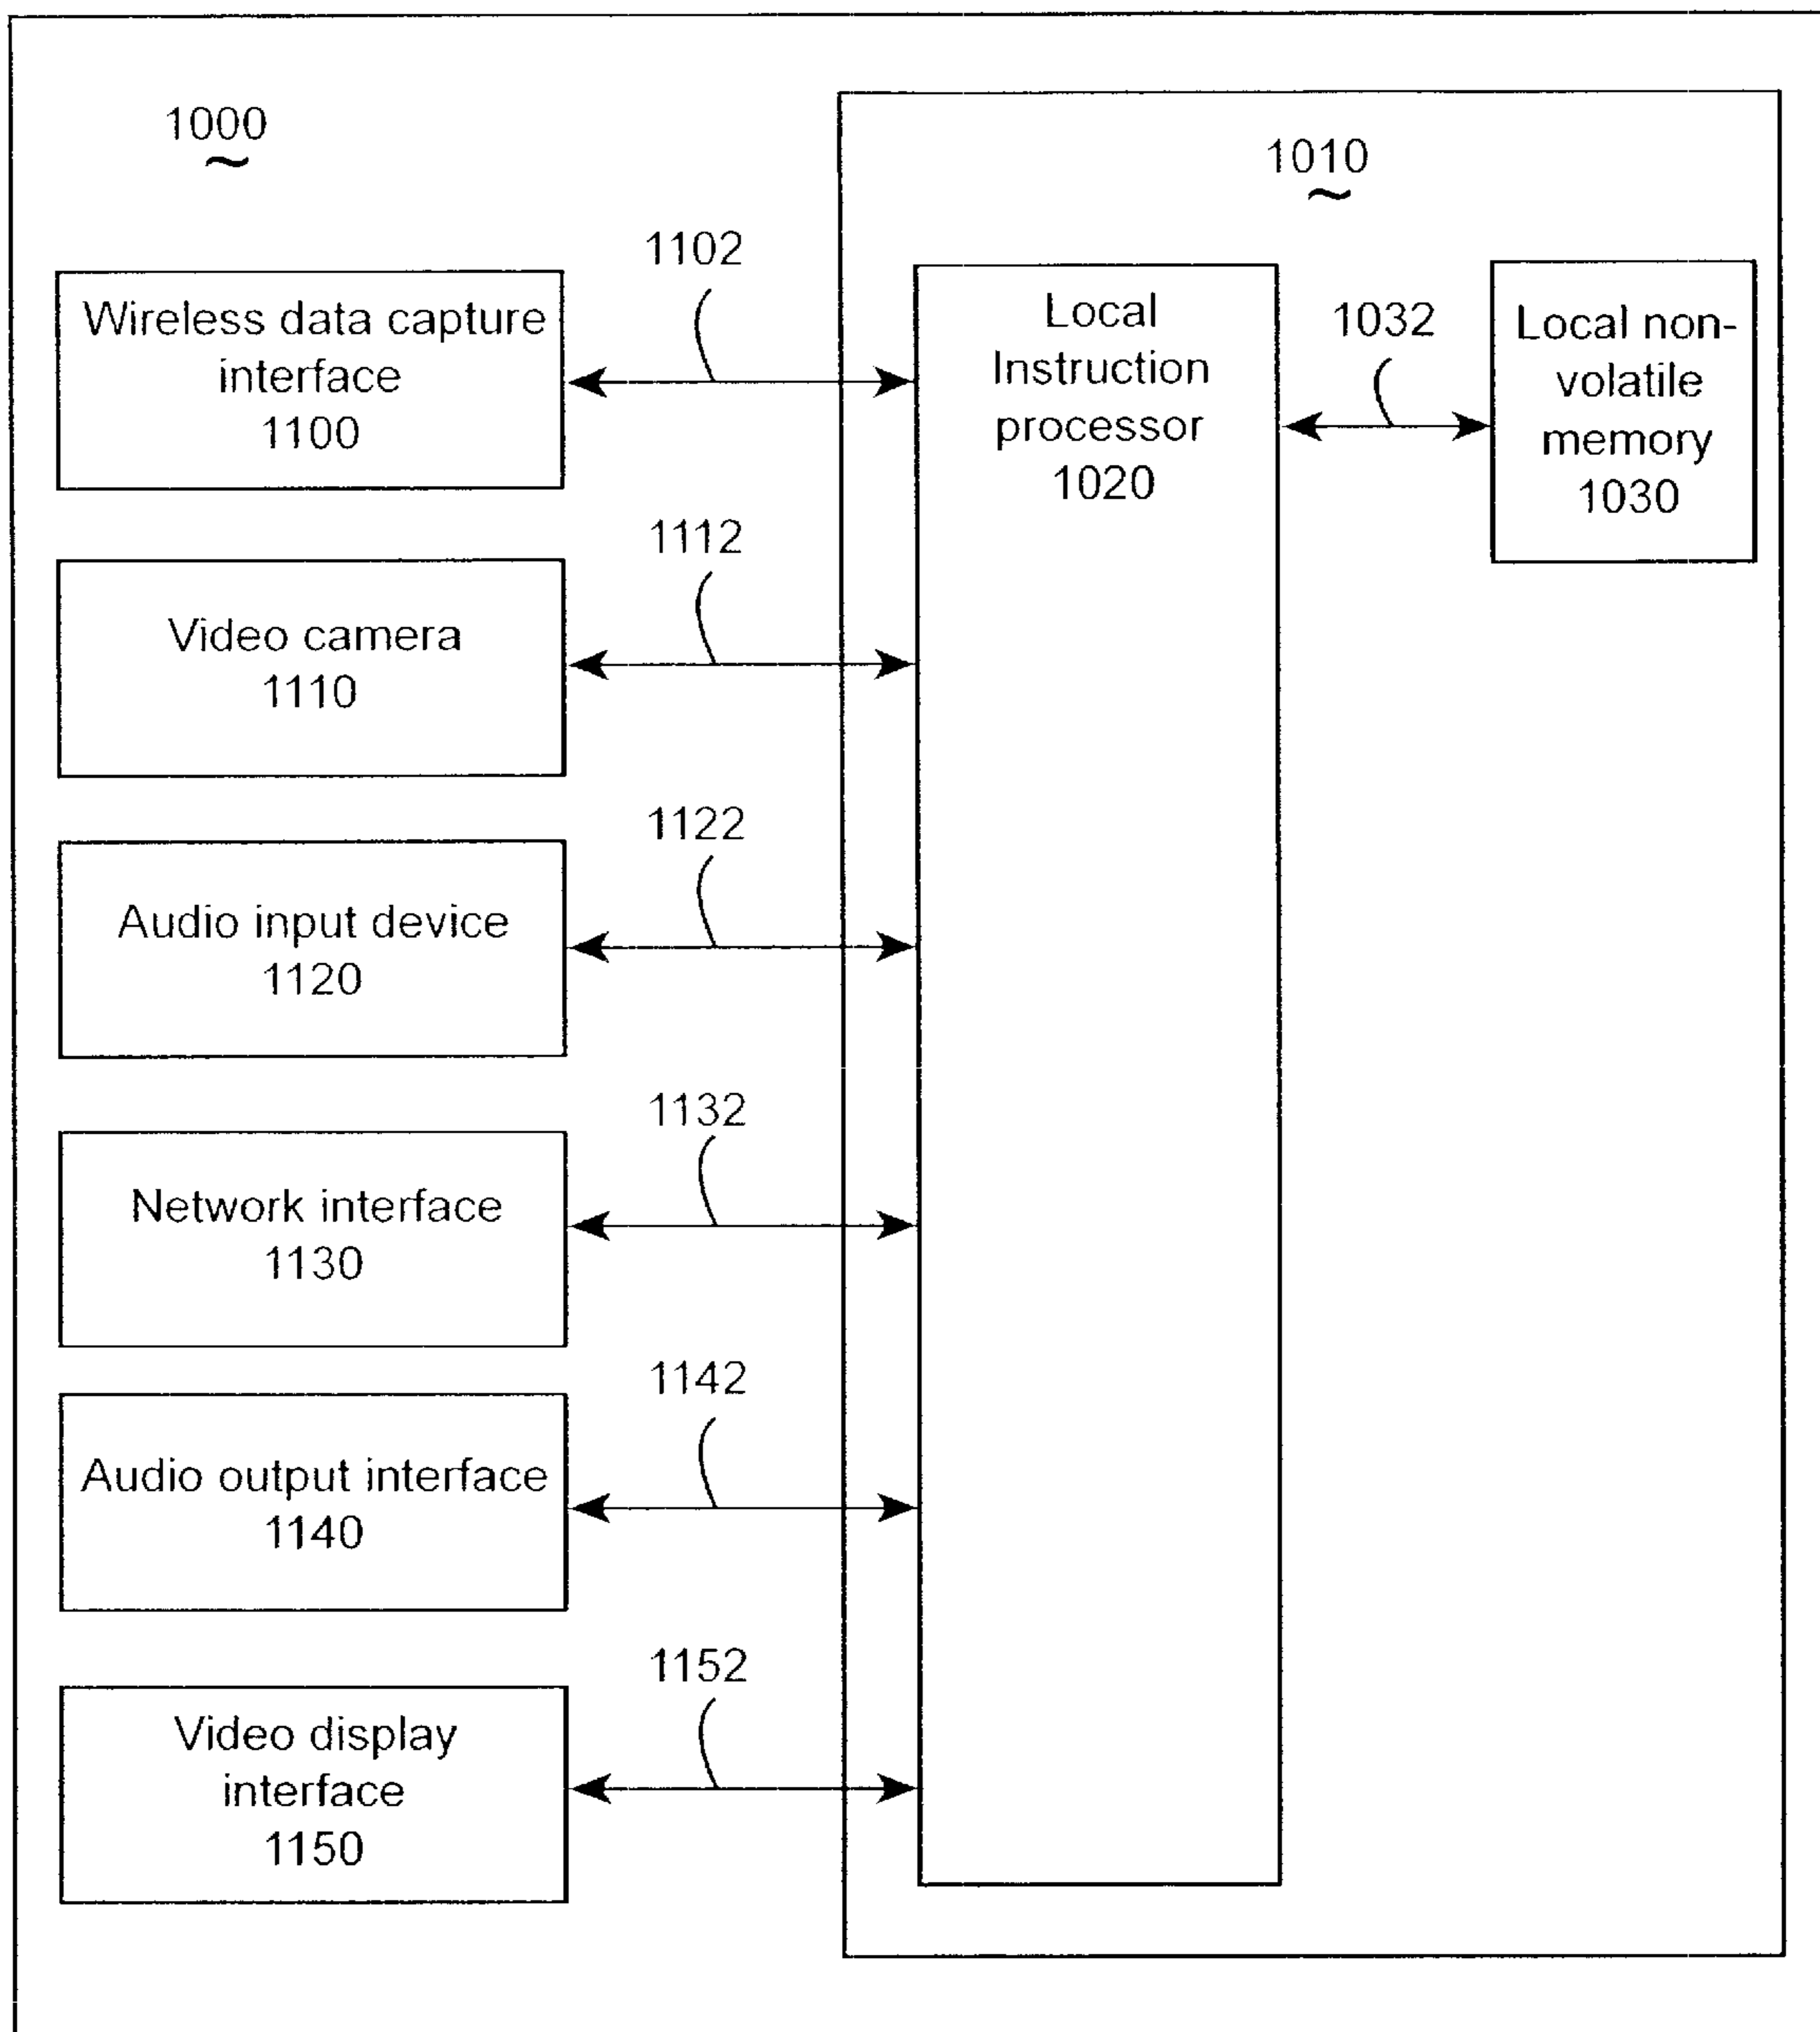 1000
1010
1102
Wireless data capture
interface
1100
Local
Instruction
processor
1020
1032
Local non-
volatile
memory
1030
1112
Video camera
1110
1122
Audio input device
1120
1132
Network interface
1130
1142
Audio output interface
1140
1152
Video display
interface
1150